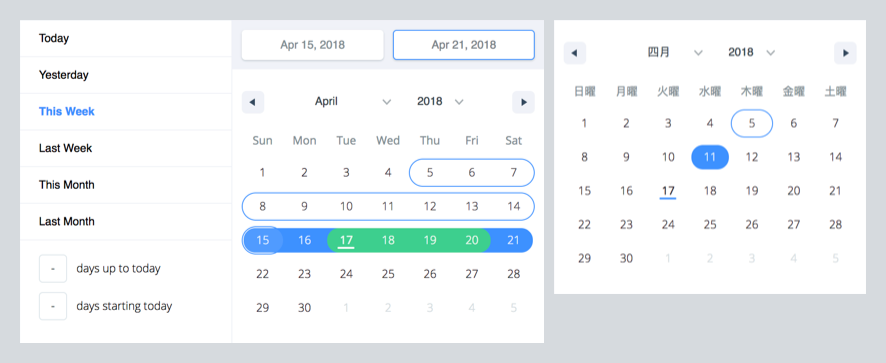 Today
Yesterday
This Week
Last Week
This Month
Last Month
- days up to today
- days starting today
Apr 15, 2018 Apr 21, 2018
April 2018
Sun Mon Tue Wed Thu Fri Sat
1 2 3 4 5 6 7
8 9 10 11 12 13 14
15 16 17 18 19 20 21
22 23 24 25 26 27 28
29 30 1 2 3 4 5
四月 2018
日曜 月曜 火曜 水曜 木曜 金曜 土曜
1 2 3 4 5 6 7
8 9 10 11 12 13 14
15 16 17 18 19 20 21
22 23 24 25 26 27 28
29 30 1 2 3 4 5